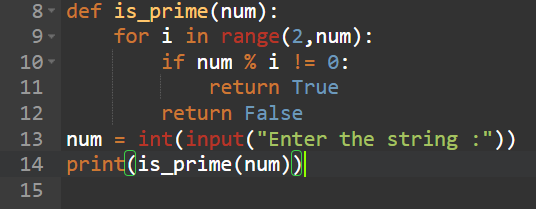 8 def is_prime(num):
9     for i in range(2,num):
10         if num % i != 0:
11             return True
12         return False
13 num = int(input("Enter the string :"))
14 print(is_prime(num))
15